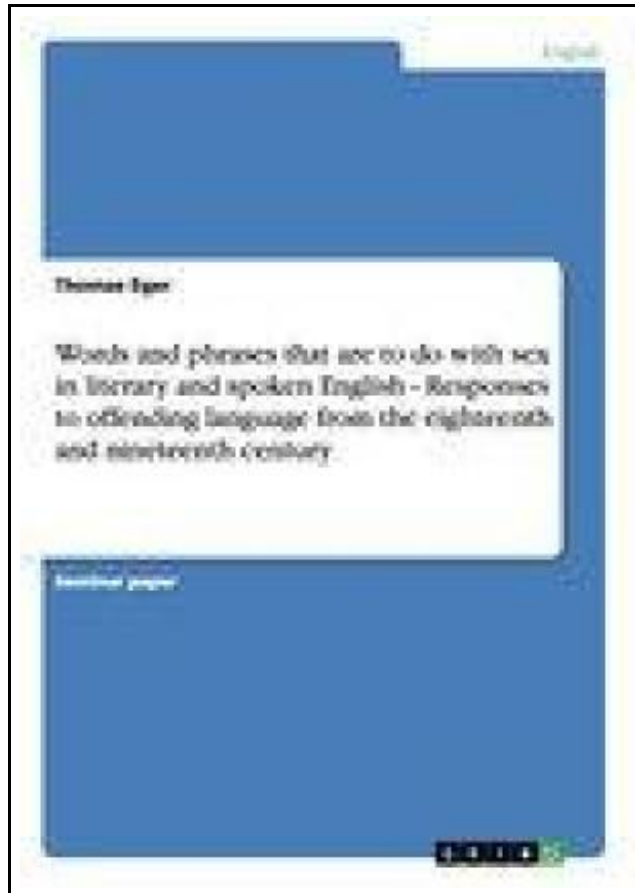 English
Thomas Eger
Words and phrases that are to do with sex
in literary and spoken English - Responses
to offending language from the eighteenth
and nineteenth century
Seminar paper
GRIN